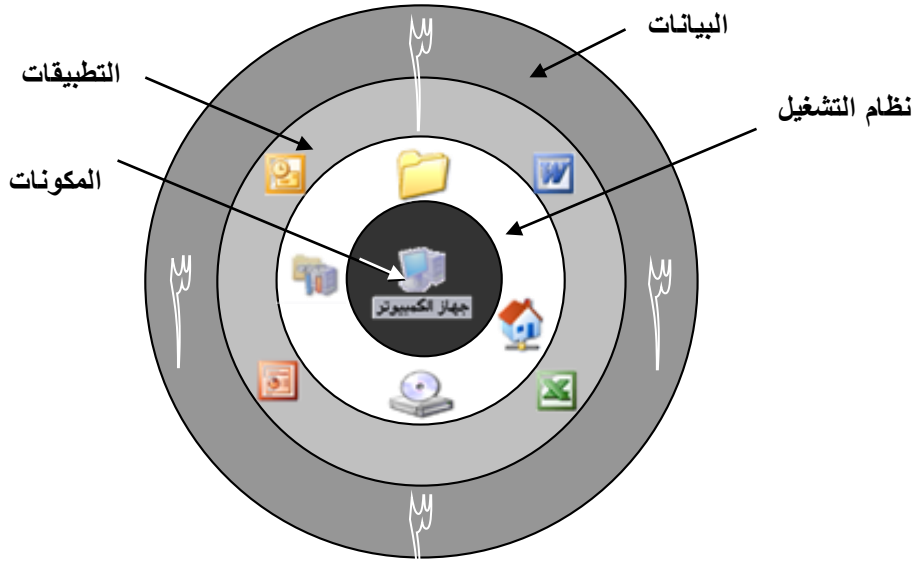 البيانات
التطبيقات
نظام التشغيل
المكونات
جهاز الكمبيوتر